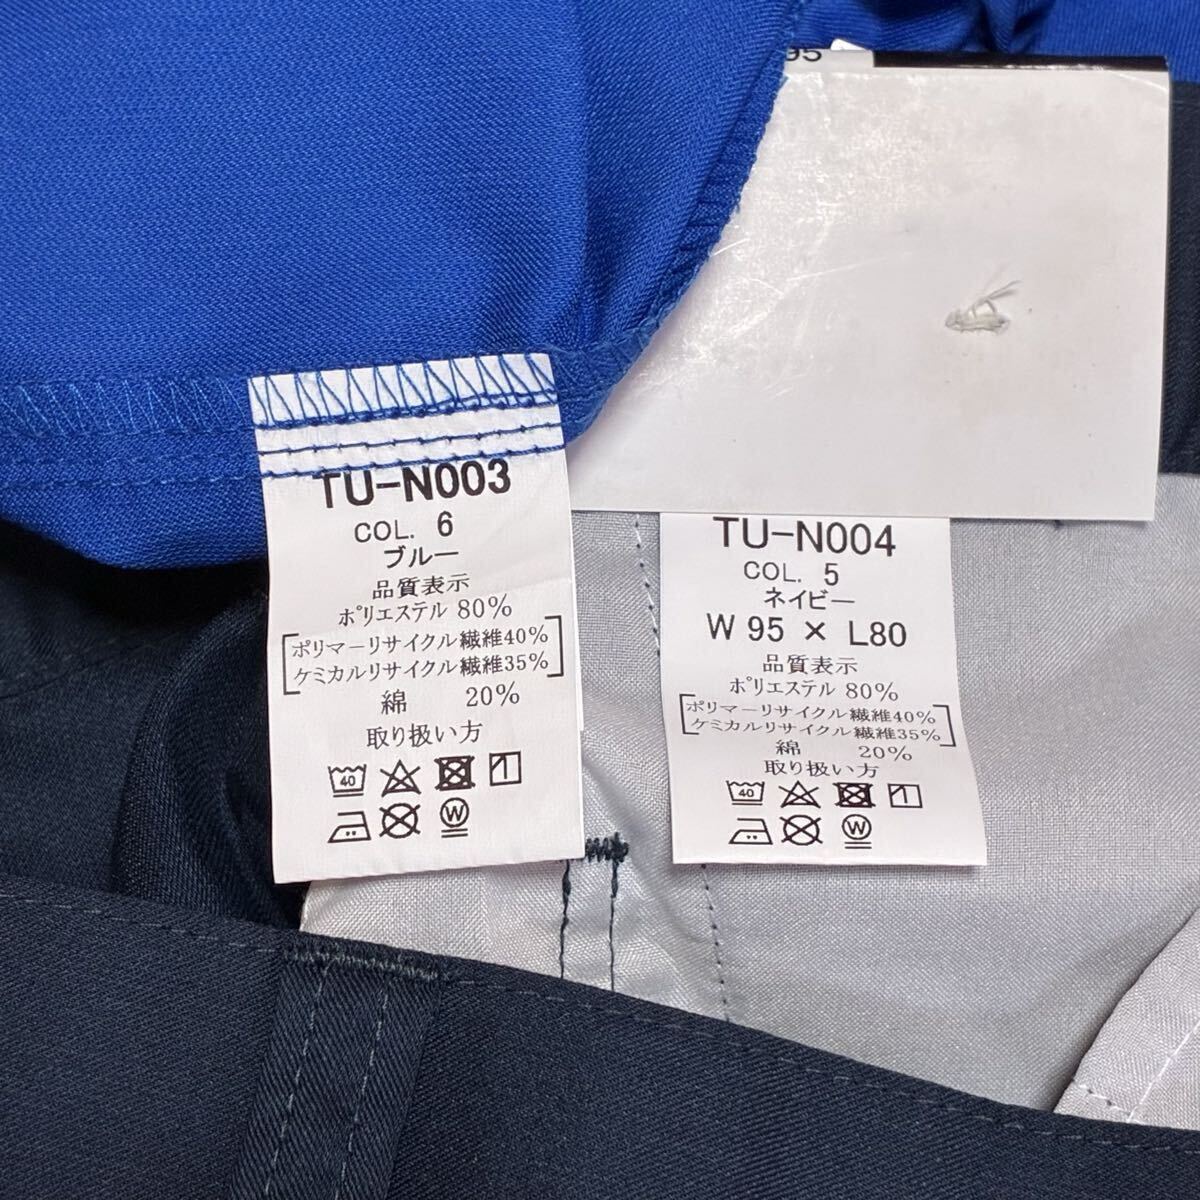 95
TU-N003
COL. 6
ブルー
品質表示
ポリエステル 80%
ポリマーリサイクル繊維40%
ケミカルリサイクル繊維35%
綿 20%
取り扱い方
40
W
TU-N004
COL. 5
ネイビー
W 95 × L80
品質表示
ポリエステル 80%
ポリマーリサイクル繊維40%
ケミカルリサイクル繊維35%
綿 20%
取り扱い方
40
W